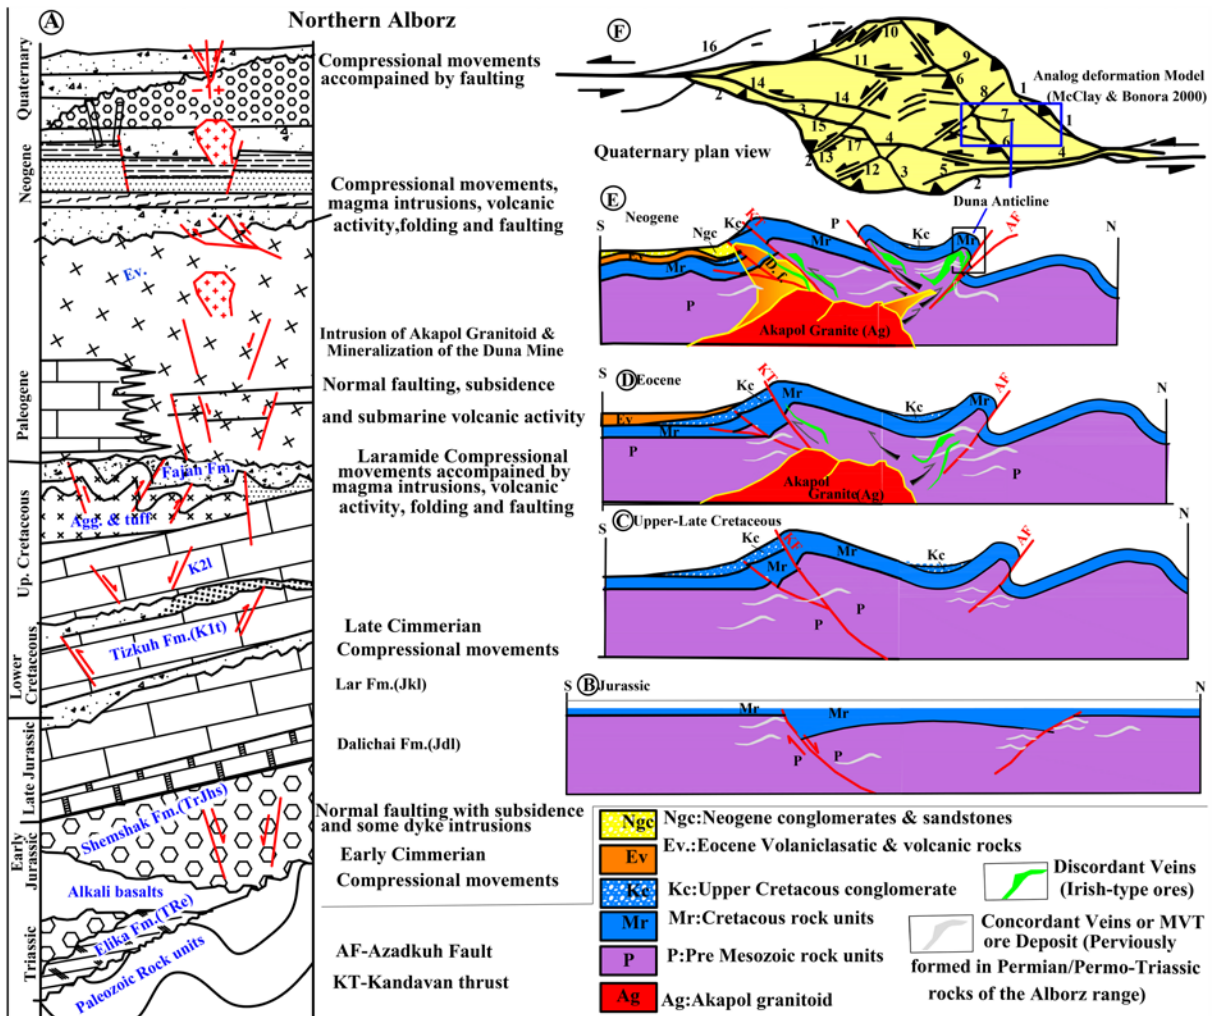 A
Northern Alborz
Quaternary
Neogene
Paleogene
Up. Cretaceous
Lower
Cretaceous
Late Jurassic
Early
Jurassic
Triassic
Ev.
Fajan Fm.
Agg. & tuff
K2l
Tizkuh Fm.(K1t)
Shemshak Fm.(TrJhs)
Alkali basalts
Elika Fm.(TRe)
Paleozoic Rock units
Compressional movements
accompained by faulting
Compressional movements,
magma intrusions, volcanic
activity,folding and faulting
Intrusion of Akapol Granitoid &
Mineralization of the Duna Mine
Normal faulting, subsidence
and submarine volcanic activity
Laramide Compressional
movements accompained by
magma intrusions, volcanic
activity, folding and faulting
Late Cimmerian
Compressional movements
Lar Fm.(Jkl)
Dalichai Fm.(Jdl)
Normal faulting with subsidence
and some dyke intrusions
Early Cimmerian
Compressional movements
AF-Azadkuh Fault
KT-Kandavan thrust
F
16
1
10
11
9
6
8
1
1
7
6
4
14
2
3
14
15
4
17
2
13
12
3
5
2
Analog deformation Model
(McClay & Bonora 2000)
Quaternary plan view
Duna Anticline
E
S
Neogene
Ngc
Kc
KT
P
Kc
Mr
AF
N
Ev
Mr
Mr
D. f
P
P
Akapol Granite (Ag)
S
D Eocene
Kc
KT
Mr
Kc
Mr
AF
N
Ev
Mr
P
P
Akapol
Granite(Ag)
C Upper-Late Cretaceous
S
Kc
KT
Mr
Kc
AF
N
Mr
P
P
S
B Jurassic
N
Mr
Mr
P
P
Ngc
Ngc:Neogene conglomerates & sandstones
Ev
Ev.:Eocene Volaniclasatic & volcanic rocks
Kc
Kc:Upper Cretacous conglomerate
Mr
Mr:Cretacous rock units
P
P:Pre Mesozoic rock units
Ag
Ag:Akapol granitoid
Discordant Veins
(Irish-type ores)
Concordant Veins or MVT
ore Deposit (Perviously
formed in Permian/Permo-Triassic
rocks of the Alborz range)